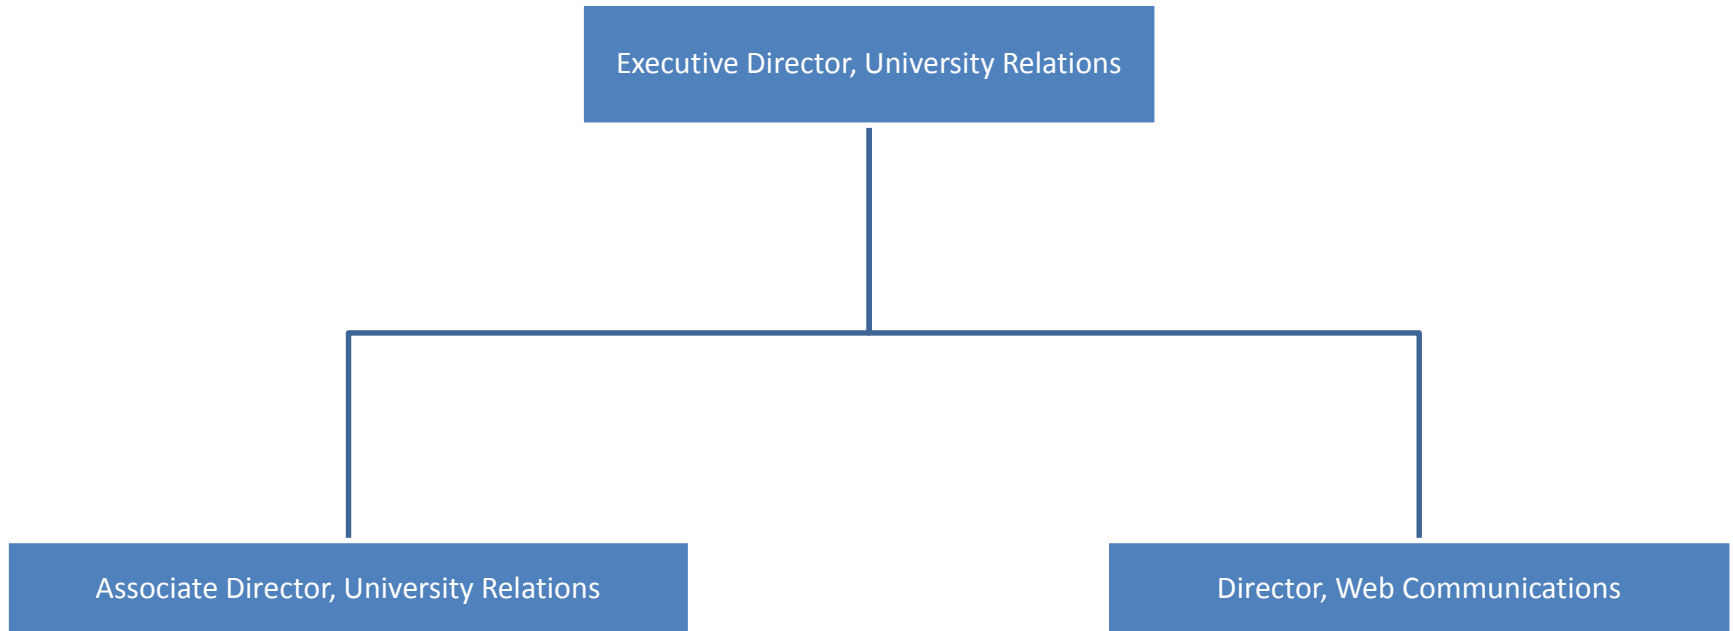 Executive Director, University Relations
Associate Director, University Relations
Director, Web Communications